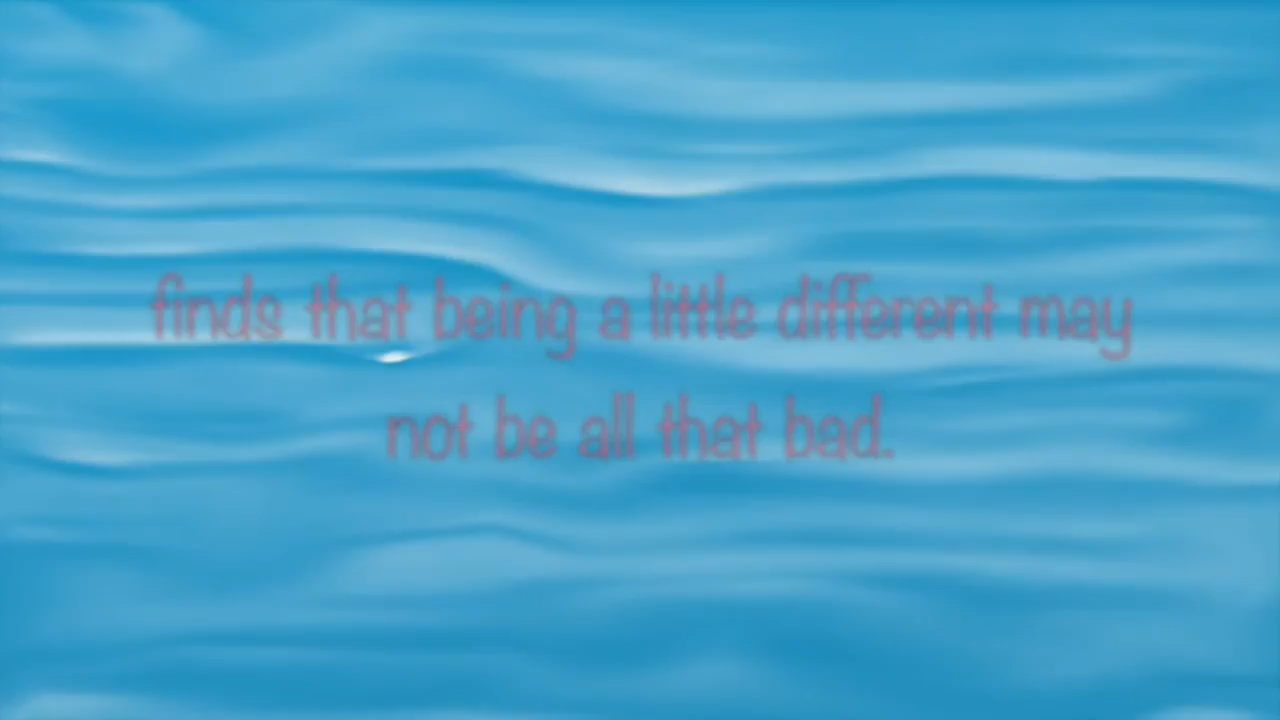 finds that being a little different may
not be all that bad.